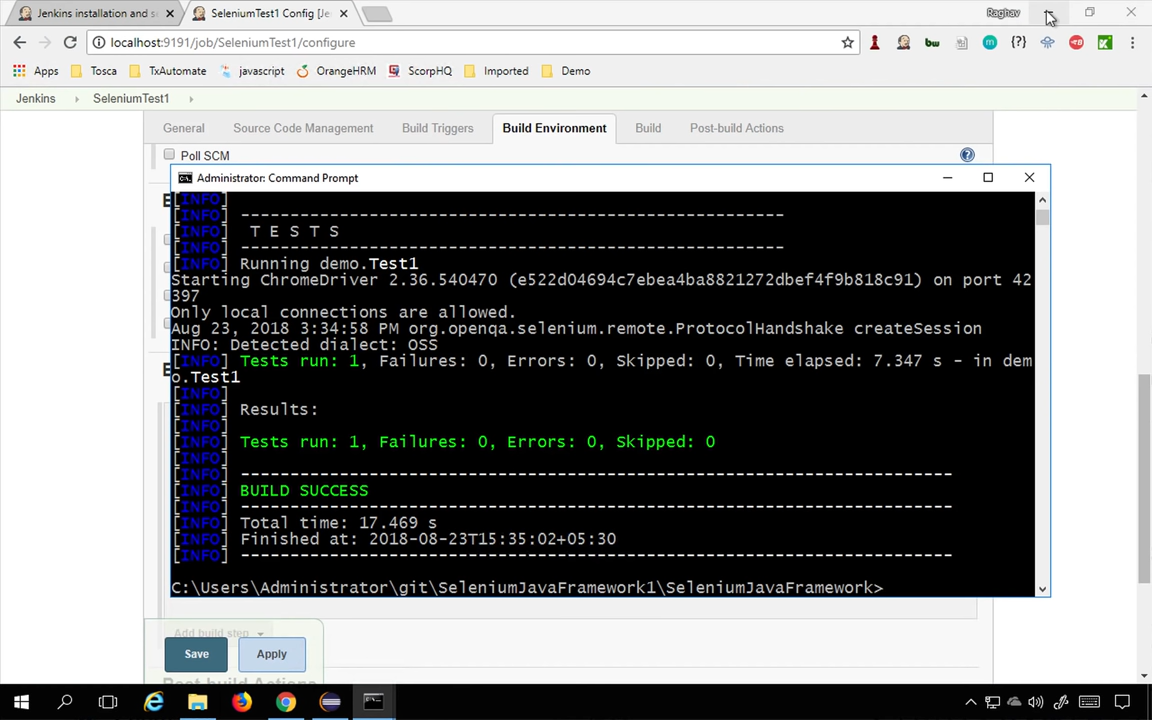 Jenkins installation and s
SeleniumTest1 Config [Je
Raghav
localhost:9191/job/SeleniumTest1/configure
Apps
Tosca
TxAutomate
javascript
OrangeHRM
ScorpHQ
Imported
Demo
Jenkins
SeleniumTest1
General
Source Code Management
Build Triggers
Build Environment
Build
Post-build Actions
Poll SCM
Administrator: Command Prompt
[INFO]
[INFO] -------------------------------------------------------
[INFO]  T E S T S
[INFO] -------------------------------------------------------
[INFO] Running demo.Test1
Starting ChromeDriver 2.36.540470 (e522d04694c7ebea4ba8821272dbef4f9b818c91) on port 42
397
Only local connections are allowed.
Aug 23, 2018 3:34:58 PM org.openqa.selenium.remote.ProtocolHandshake createSession
INFO: Detected dialect: OSS
[INFO] Tests run: 1, Failures: 0, Errors: 0, Skipped: 0, Time elapsed: 7.347 s - in dem
o.Test1
[INFO]
[INFO] Results:
[INFO]
[INFO] Tests run: 1, Failures: 0, Errors: 0, Skipped: 0
[INFO]
[INFO] ------------------------------------------------------------------------
[INFO] BUILD SUCCESS
[INFO] ------------------------------------------------------------------------
[INFO] Total time: 17.469 s
[INFO] Finished at: 2018-08-23T15:35:02+05:30
[INFO] ------------------------------------------------------------------------
C:\Users\Administrator\git\SeleniumJavaFramework1\SeleniumJavaFramework>
Add build step
Save
Apply
Post-build Actions